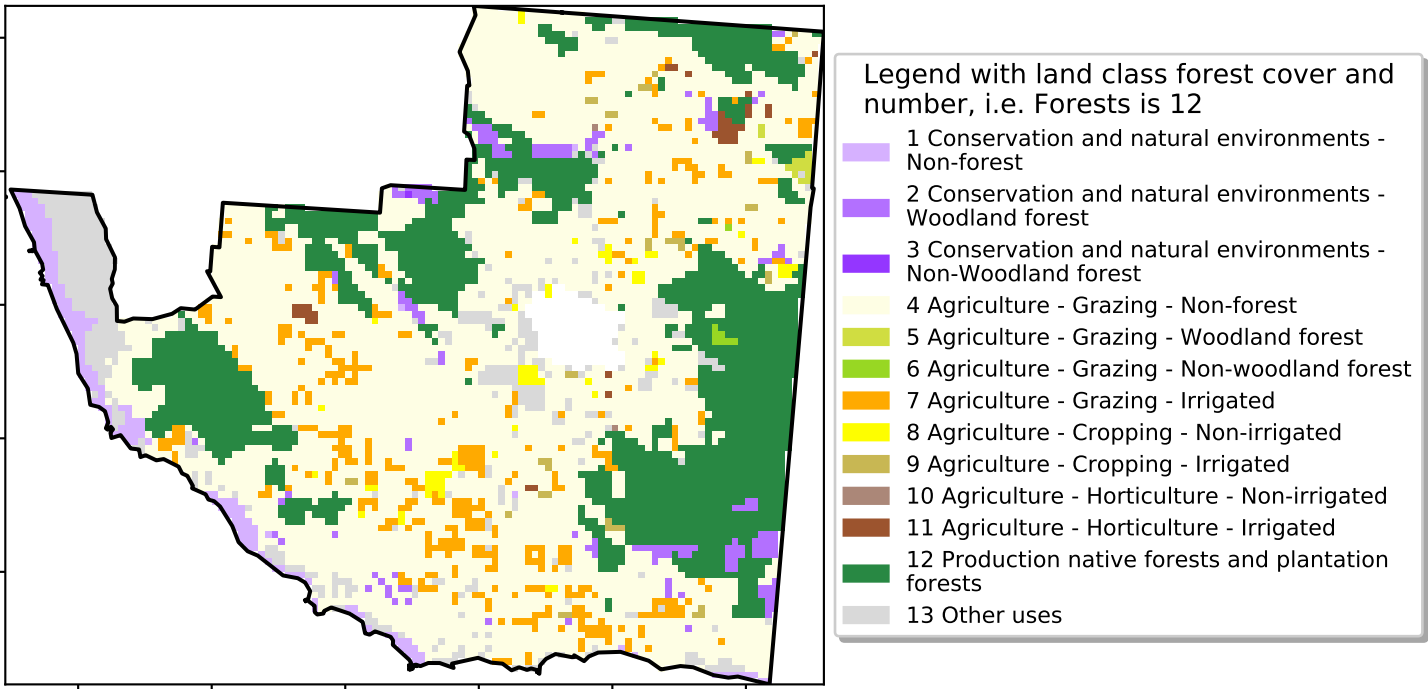 Legend with land class forest cover and
number, i.e. Forests is 12
1 Conservation and natural environments -
Non-forest
2 Conservation and natural environments -
Woodland forest
3 Conservation and natural environments -
Non-Woodland forest
4 Agriculture - Grazing - Non-forest
5 Agriculture - Grazing - Woodland forest
6 Agriculture - Grazing - Non-woodland forest
7 Agriculture - Grazing - Irrigated
8 Agriculture - Cropping - Non-irrigated
9 Agriculture - Cropping - Irrigated
10 Agriculture - Horticulture - Non-irrigated
11 Agriculture - Horticulture - Irrigated
12 Production native forests and plantation
forests
13 Other uses